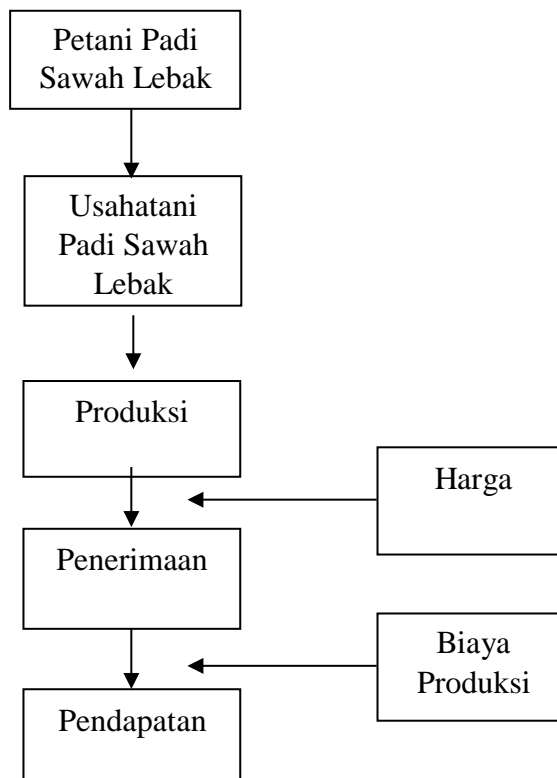 Petani Padi
Sawah Lebak
Usahatani
Padi Sawah
Lebak
Produksi
Harga
Penerimaan
Biaya
Produksi
Pendapatan